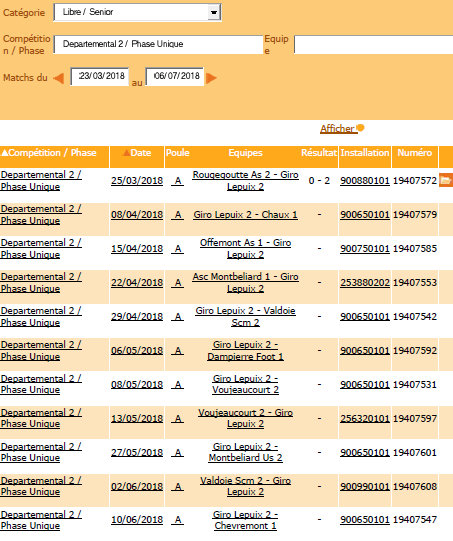 Catégorie Libre / Senior
Compétitio
n / Phase Departemental 2 / Phase Unique Equip
e
Matchs du 23/03/2018 au 06/07/2018
Afficher
Compétition / Phase Date Poule Equipes Résultat Installation Numéro
Departemental 2 /
Phase Unique 25/03/2018 A Rougegoutte As 2 - Giro
Lepuix 2 0 - 2 900880101 19407572
Departemental 2 /
Phase Unique 08/04/2018 A Giro Lepuix 2 - Chaux 1 - 900650101 19407579
Departemental 2 /
Phase Unique 15/04/2018 A Offemont As 1 - Giro
Lepuix 2 - 900750101 19407585
Departemental 2 /
Phase Unique 22/04/2018 A Asc Montbeliard 1 - Giro
Lepuix 2 - 253880202 19407553
Departemental 2 /
Phase Unique 29/04/2018 A Giro Lepuix 2 - Valdoie
Scm 2 - 900650101 19407542
Departemental 2 /
Phase Unique 06/05/2018 A Giro Lepuix 2 -
Dampierre Foot 1 - 900650101 19407592
Departemental 2 /
Phase Unique 08/05/2018 A Giro Lepuix 2 -
Voujeaucourt 2 - 900650101 19407531
Departemental 2 /
Phase Unique 13/05/2018 A Voujeaucourt 2 - Giro
Lepuix 2 - 256320101 19407597
Departemental 2 /
Phase Unique 27/05/2018 A Giro Lepuix 2 -
Montbeliard Us 2 - 900650101 19407601
Departemental 2 /
Phase Unique 02/06/2018 A Valdoie Scm 2 - Giro
Lepuix 2 - 900990101 19407608
Departemental 2 /
Phase Unique 10/06/2018 A Giro Lepuix 2 -
Chevremont 1 - 900650101 19407547